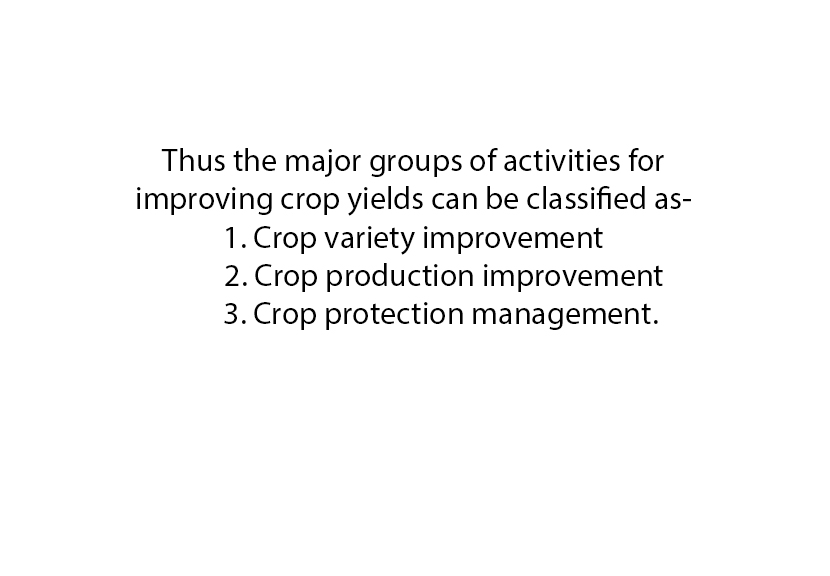 Thus the major groups of activities for
improving crop yields can be classified as-
1. Crop variety improvement
2. Crop production improvement
3. Crop protection management.